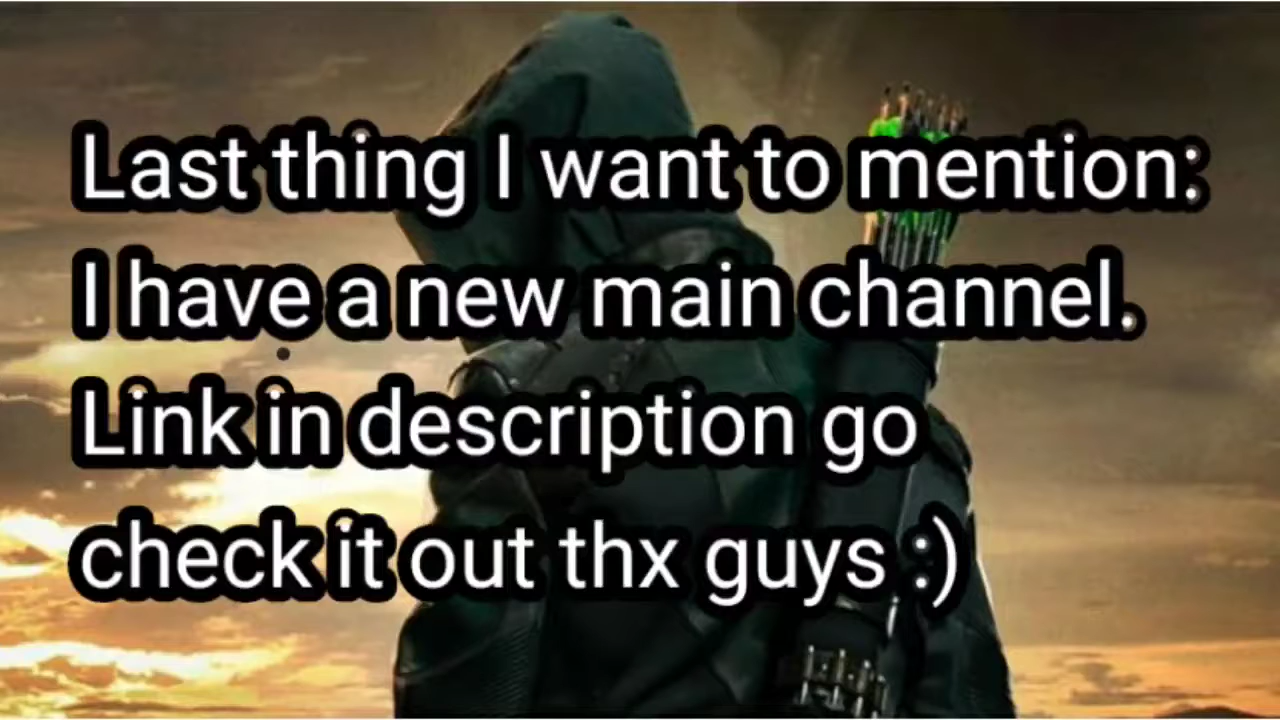 Last thing I want to mention:
I have a new main channel.
Link in description go
check it out thx guys :)